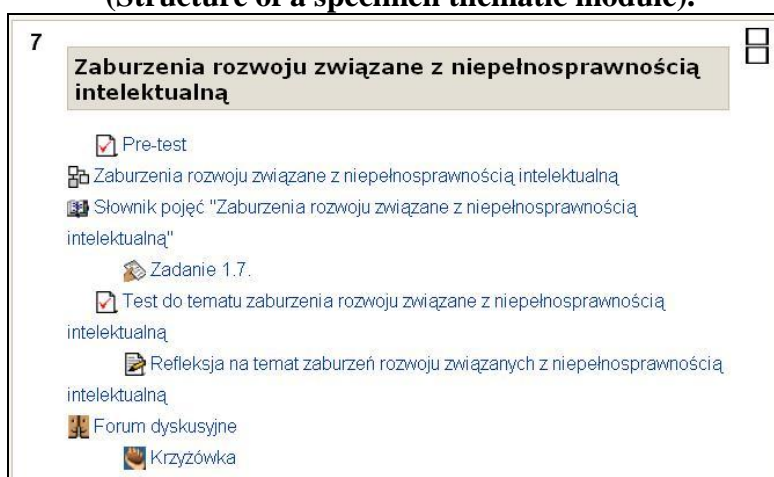 (Structure of a specimen thematic module).
7
Zaburzenia rozwoju związane z niepełnosprawnością
intelektualną
Pre-test
Zaburzenia rozwoju związane z niepełnosprawnością intelektualną
Słownik pojęć "Zaburzenia rozwoju związane z niepełnosprawnością
intelektualną"
Zadanie 1.7.
Test do tematu zaburzenia rozwoju związane z niepełnosprawnością
intelektualną
Refleksja na temat zaburzeń rozwoju związanych z niepełnosprawnością
intelektualną
Forum dyskusyjne
Krzyżówka